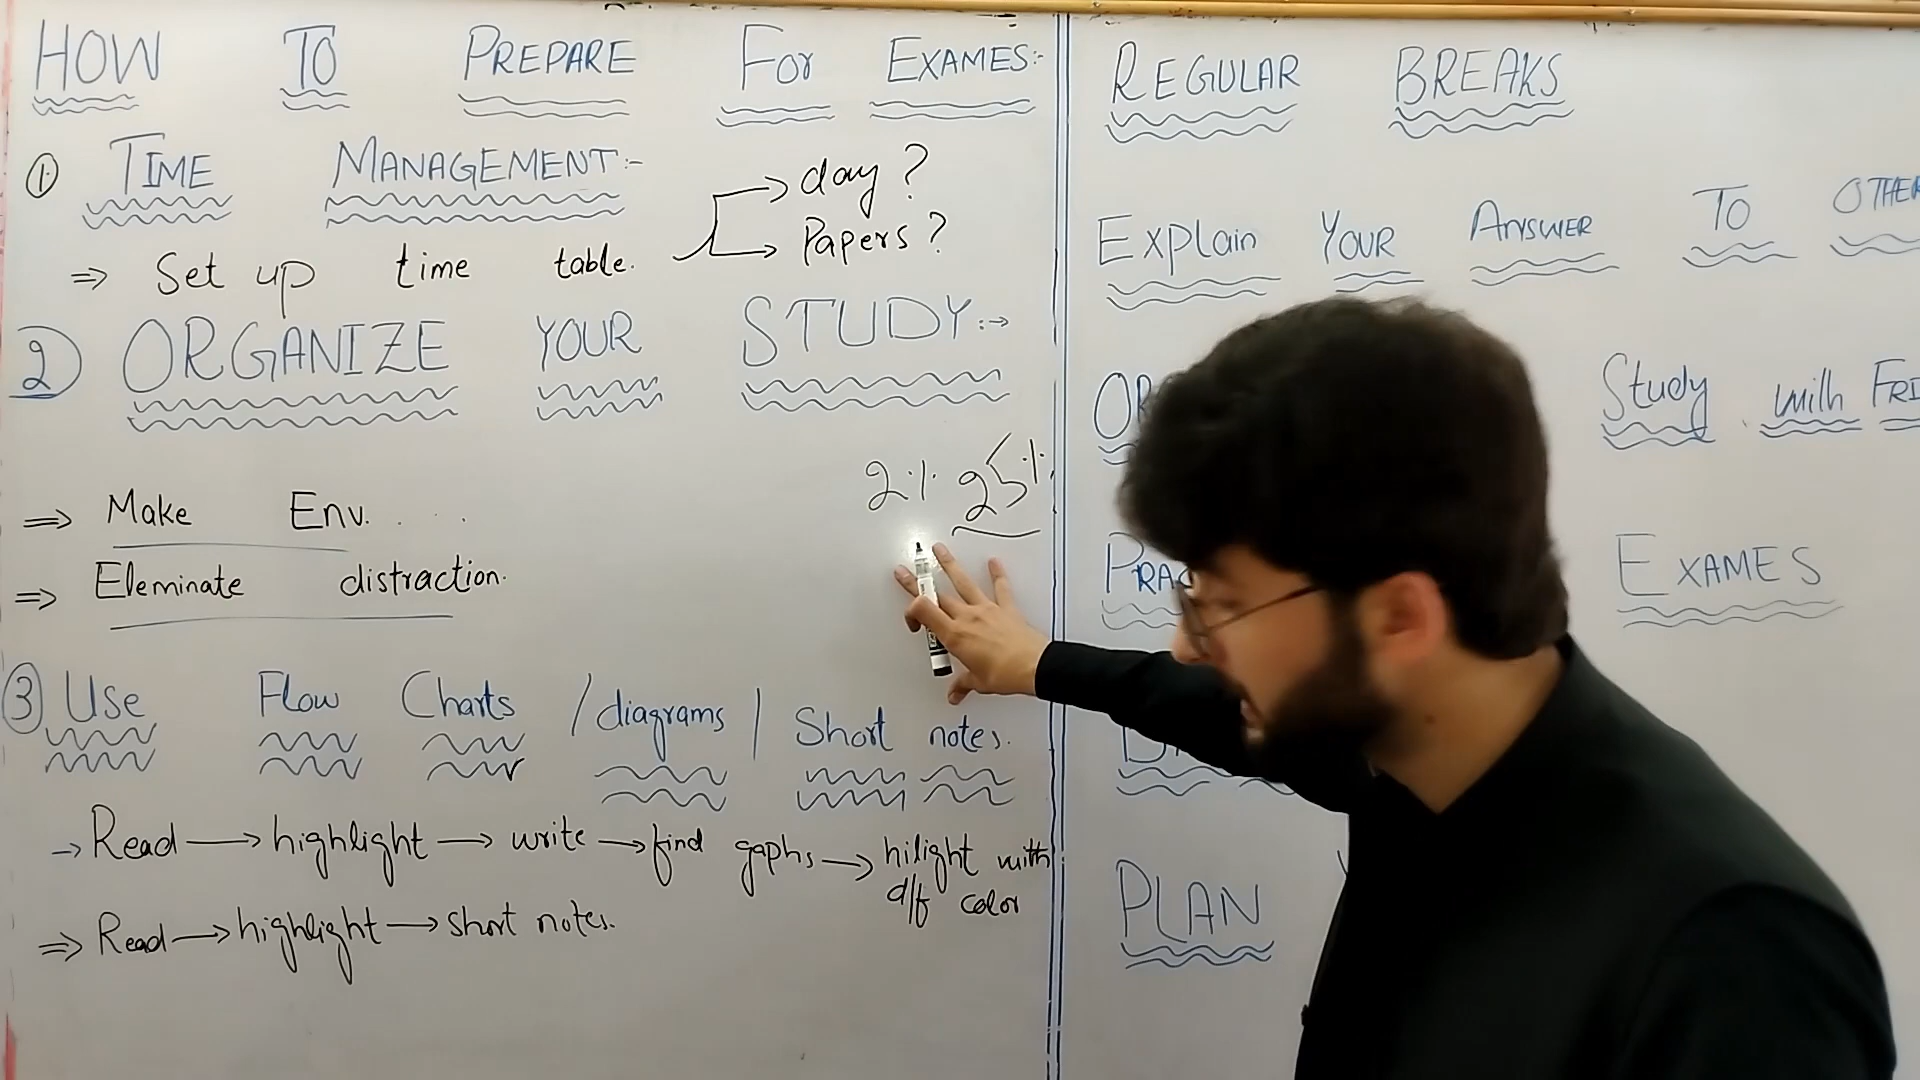 HOW TO PREPARE For EXAMES:-
1. TIME MANAGEMENT:-
day ?
Papers ?
=> Set up time table.
2 ORGANIZE YOUR STUDY:->
2% 25%
=> Make Env. . .
=> Eleminate distraction.
3 Use Flow Charts / diagrams / Short notes.
-> Read -> highlight -> write -> find gaphs -> hilight with
d/f color
=> Read -> highlight -> short notes.
REGULAR BREAKS
Explain YOUR ANSWER TO OTHER
Study with FRI
EXAMES
PLAN